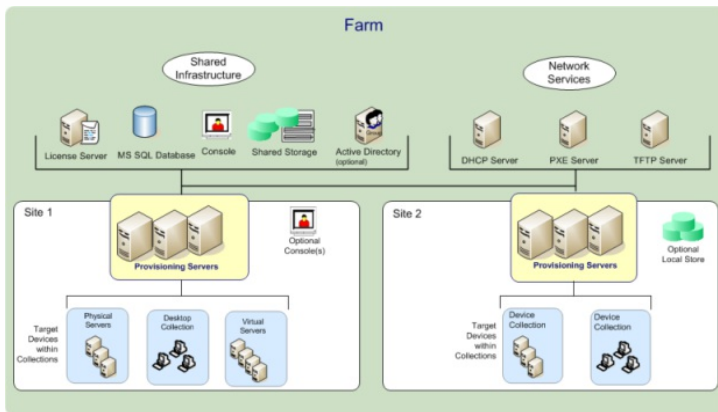 Farm
Shared
Infrastructure
Network
Services
License Server
MS SQL Database
Console
Shared Storage
Active Directory
(optional)
DHCP Server
PXE Server
TFTP Server
Site 1
Provisioning Servers
Optional
Console(s)
Target
Devices
within
Collections
Physical
Servers
Desktop
Collection
Virtual
Servers
Site 2
Provisioning Servers
Optional
Local Store
Target
Devices
within
Collections
Device
Collection
Device
Collection